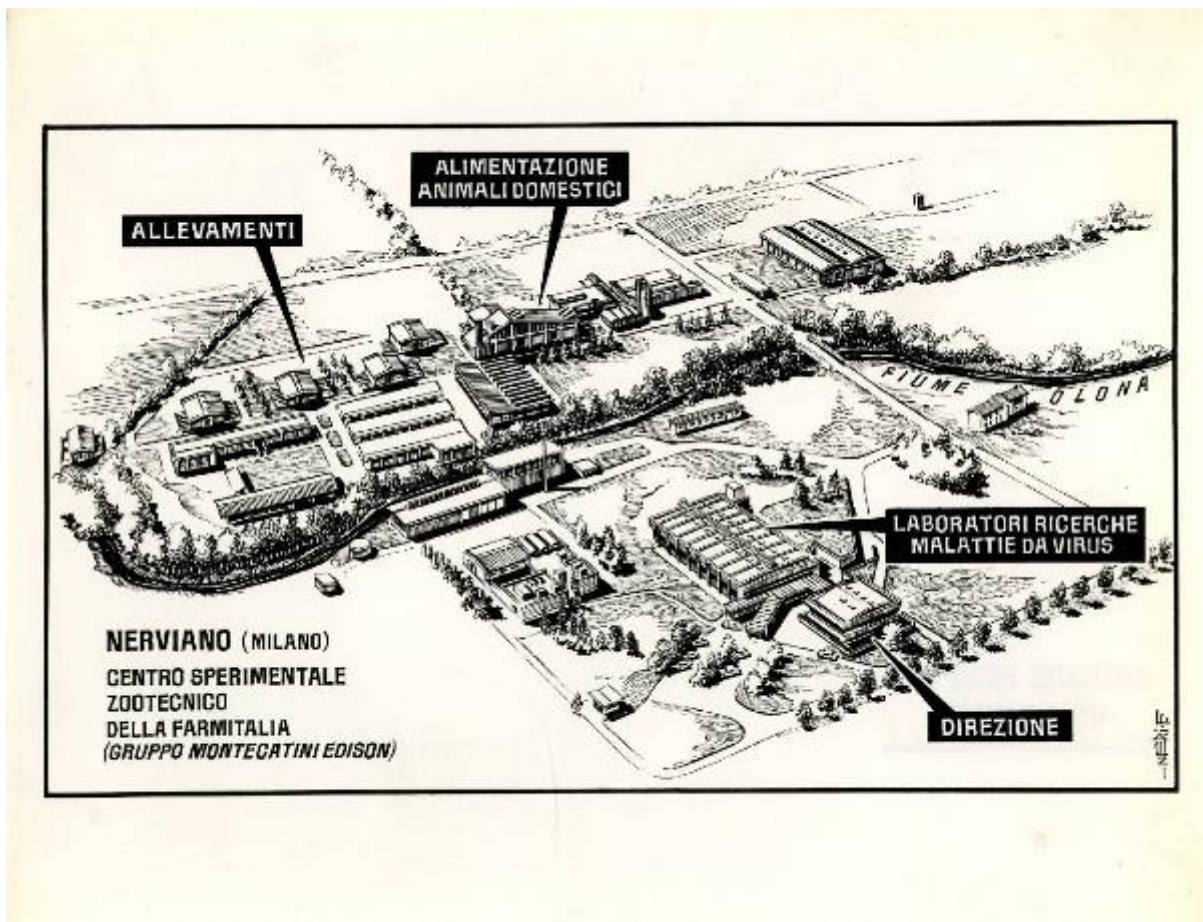 ALIMENTAZIONE
ANIMALI DOMESTICI
ALLEVAMENTI
FIUME OLONA
LABORATORI RICERCHE
MALATTIE DA VIRUS
DIREZIONE
NERVIANO (MILANO)
CENTRO SPERIMENTALE
ZOOTECNICO
DELLA FARMITALIA
(GRUPPO MONTECATINI EDISON)